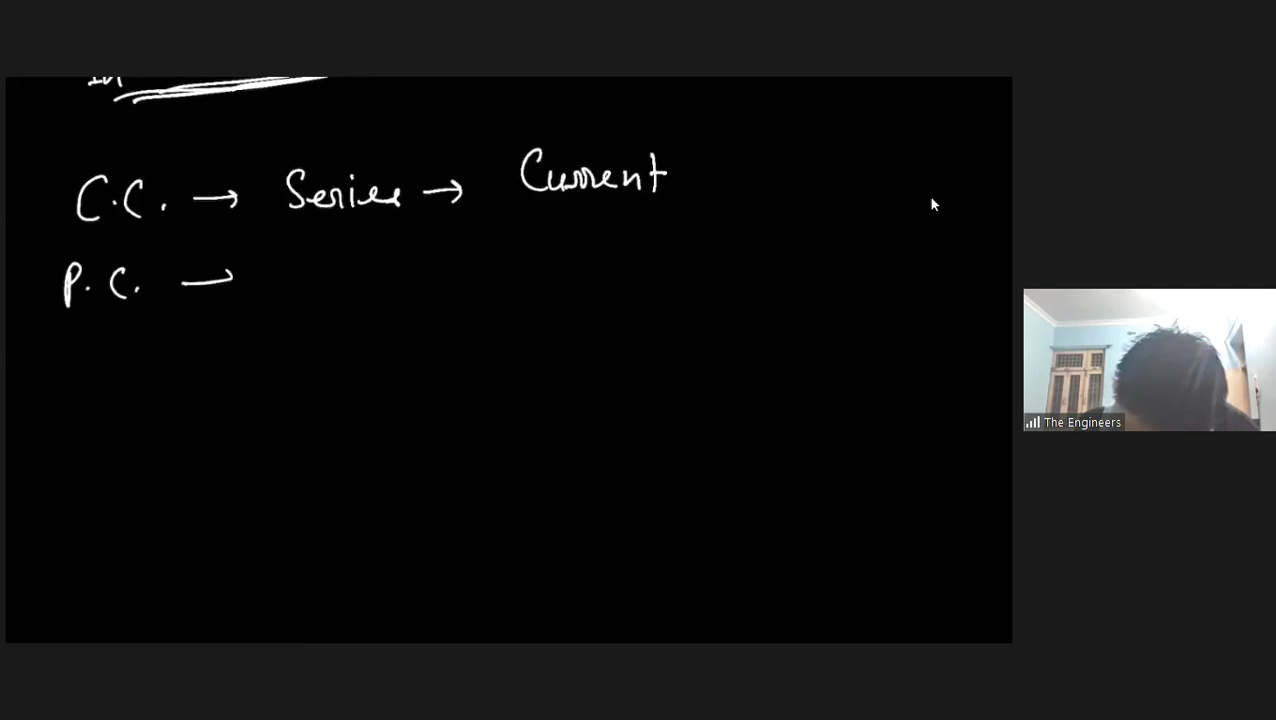 C.C. → Series → Current
P.C. →
The Engineers